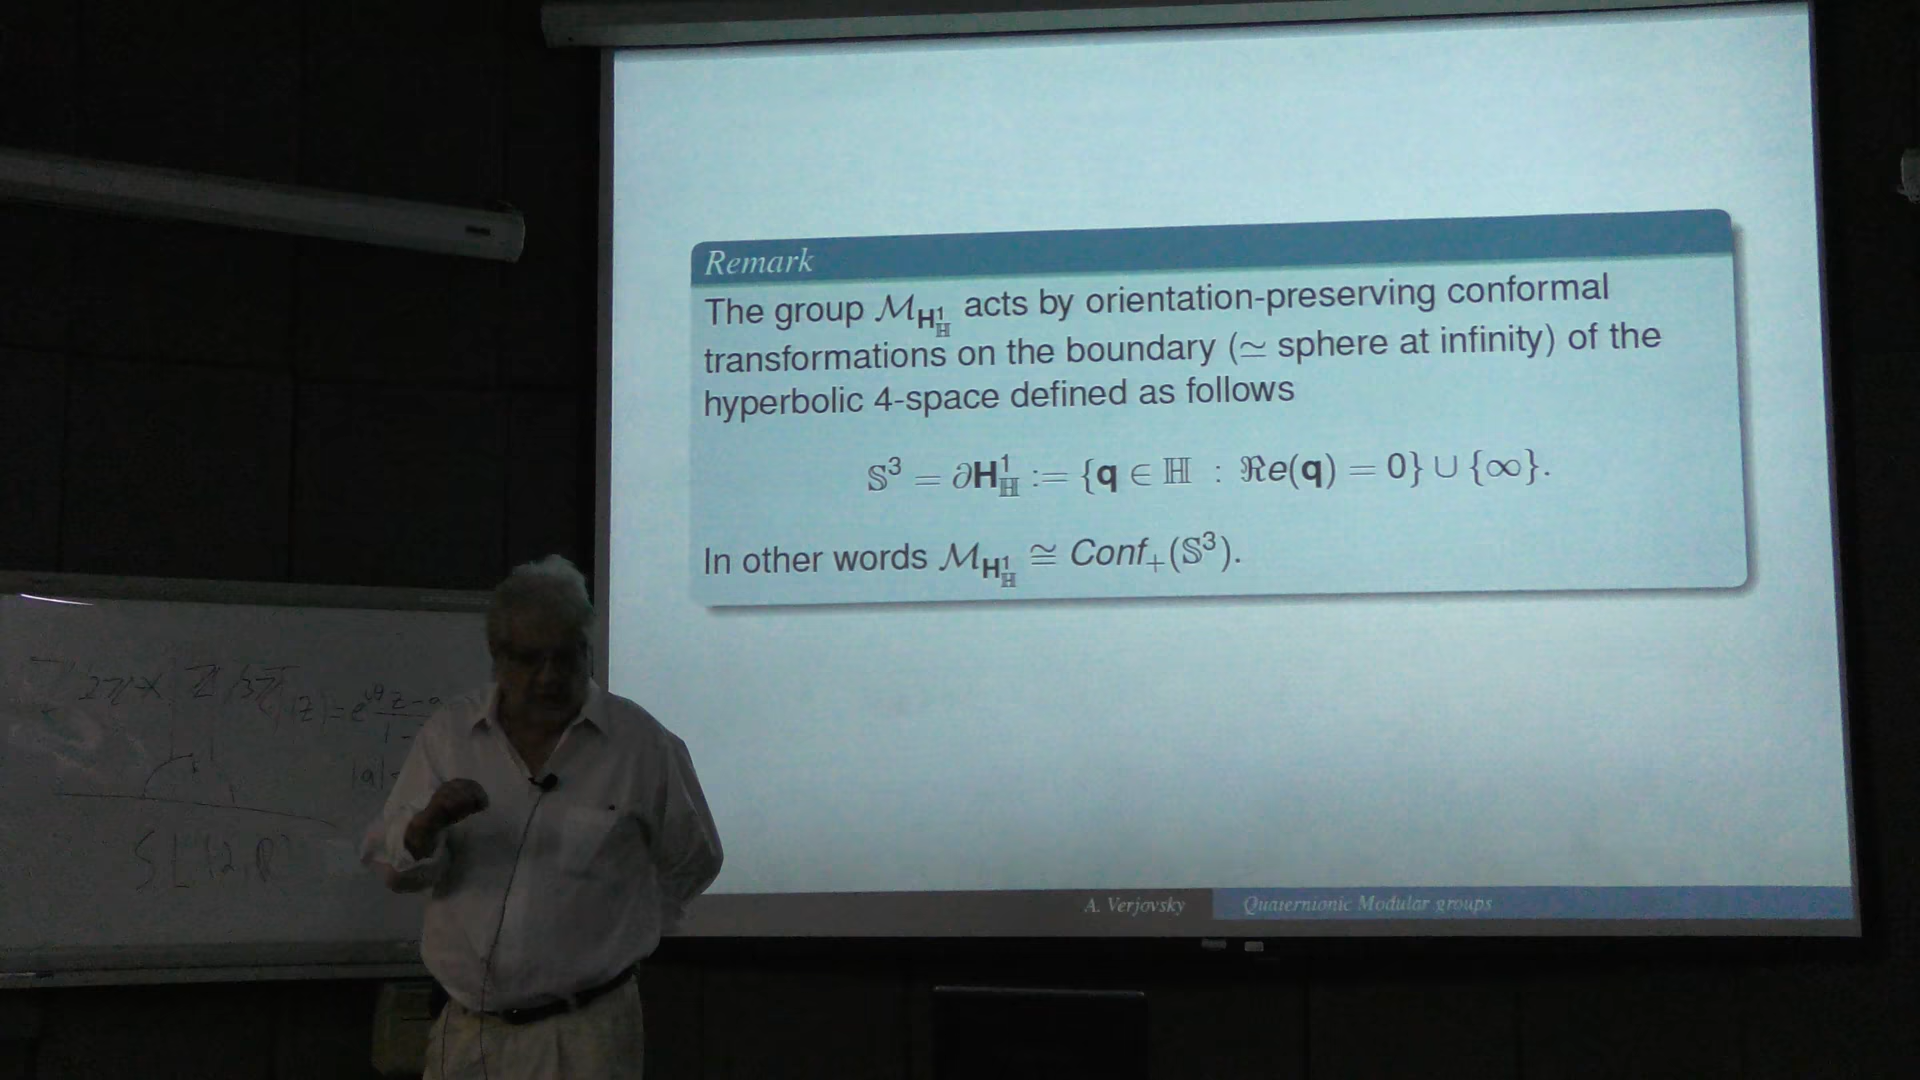 Remark
The group $\mathcal{M}_{\mathbf{H}^1_{\mathbb{H}}}$ acts by orientation-preserving conformal
transformations on the boundary (≃ sphere at infinity) of the
hyperbolic 4-space defined as follows
$\mathbb{S}^3 = \partial \mathbf{H}^1_{\mathbb{H}} := \{\mathbf{q} \in \mathbb{H} : \Re e(\mathbf{q}) = 0\} \cup \{\infty\}.$
In other words $\mathcal{M}_{\mathbf{H}^1_{\mathbb{H}}} \cong Conf_+(\mathbb{S}^3).$
A. Verjovsky
Quaternionic Modular groups